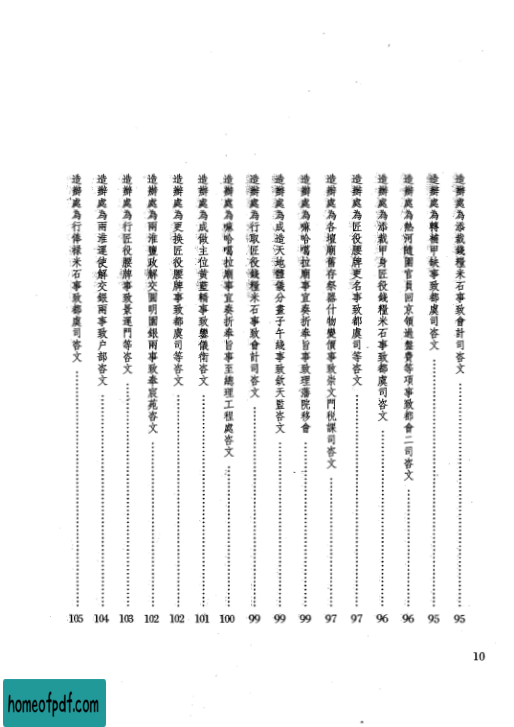 造辦處為添裁錢糧米石事致會計司咨文 95
造辦處為轉補甲缺事致都虞司咨文 95
造辦處為熱河隨圍官員回京領過盤費等項事致都會二司咨文 96
造辦處為添裁甲身匠役錢糧米石事致都虞司咨文 96
造辦處為匠役腰牌更名事致都虞司等咨文 97
造辦處為各壇廟舊存祭器什物變價事致崇文門稅課司咨文 97
造辦處為嘛哈噶拉廟事宜奏折奉旨事致理藩院移會 99
造辦處為成造天地體儀分畫子午綫事致欽天監咨文 99
造辦處為行取匠役錢糧米石事致會計司咨文 99
造辦處為嘛哈噶拉廟事宜奏折奉旨事至總理工程處咨文 100
造辦處為成做主位黃藍轎事致鑾儀衛咨文 101
造辦處為更換匠役腰牌事致都虞司等咨文 102
造辦處為兩淮鹽政解交圓明園銀兩事致奉宸苑咨文 102
造辦處為行匠役腰牌事致景運門等咨文 103
造辦處為兩淮運使解交銀兩事致户部咨文 104
造辦處為行俸祿米石事致都虞司咨文 105
10
homeofpdf.com